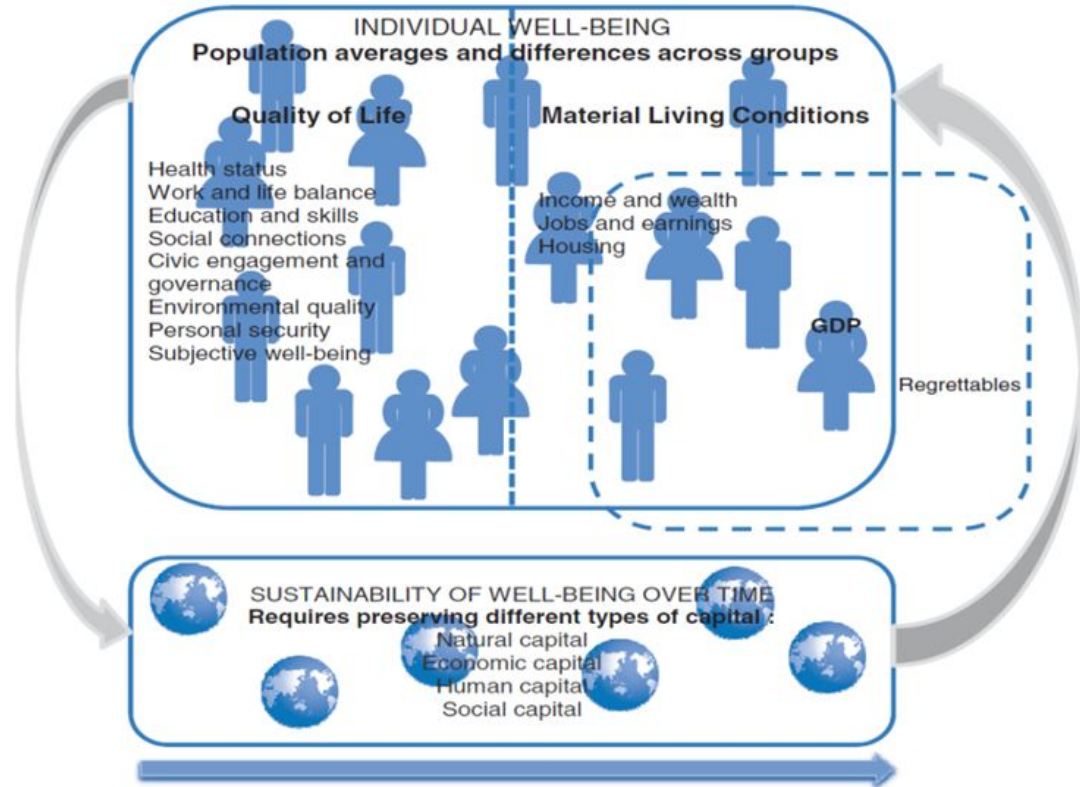 INDIVIDUAL WELL-BEING
Population averages and differences across groups
Quality of Life
Health status
Work and life balance
Education and skills
Social connections
Civic engagement and
governance
Environmental quality
Personal security
Subjective well-being
Material Living Conditions
Income and wealth
Jobs and earnings
Housing
GDP
Regrettables
SUSTAINABILITY OF WELL-BEING OVER TIME
Requires preserving different types of capital :
Natural capital
Economic capital
Human capital
Social capital